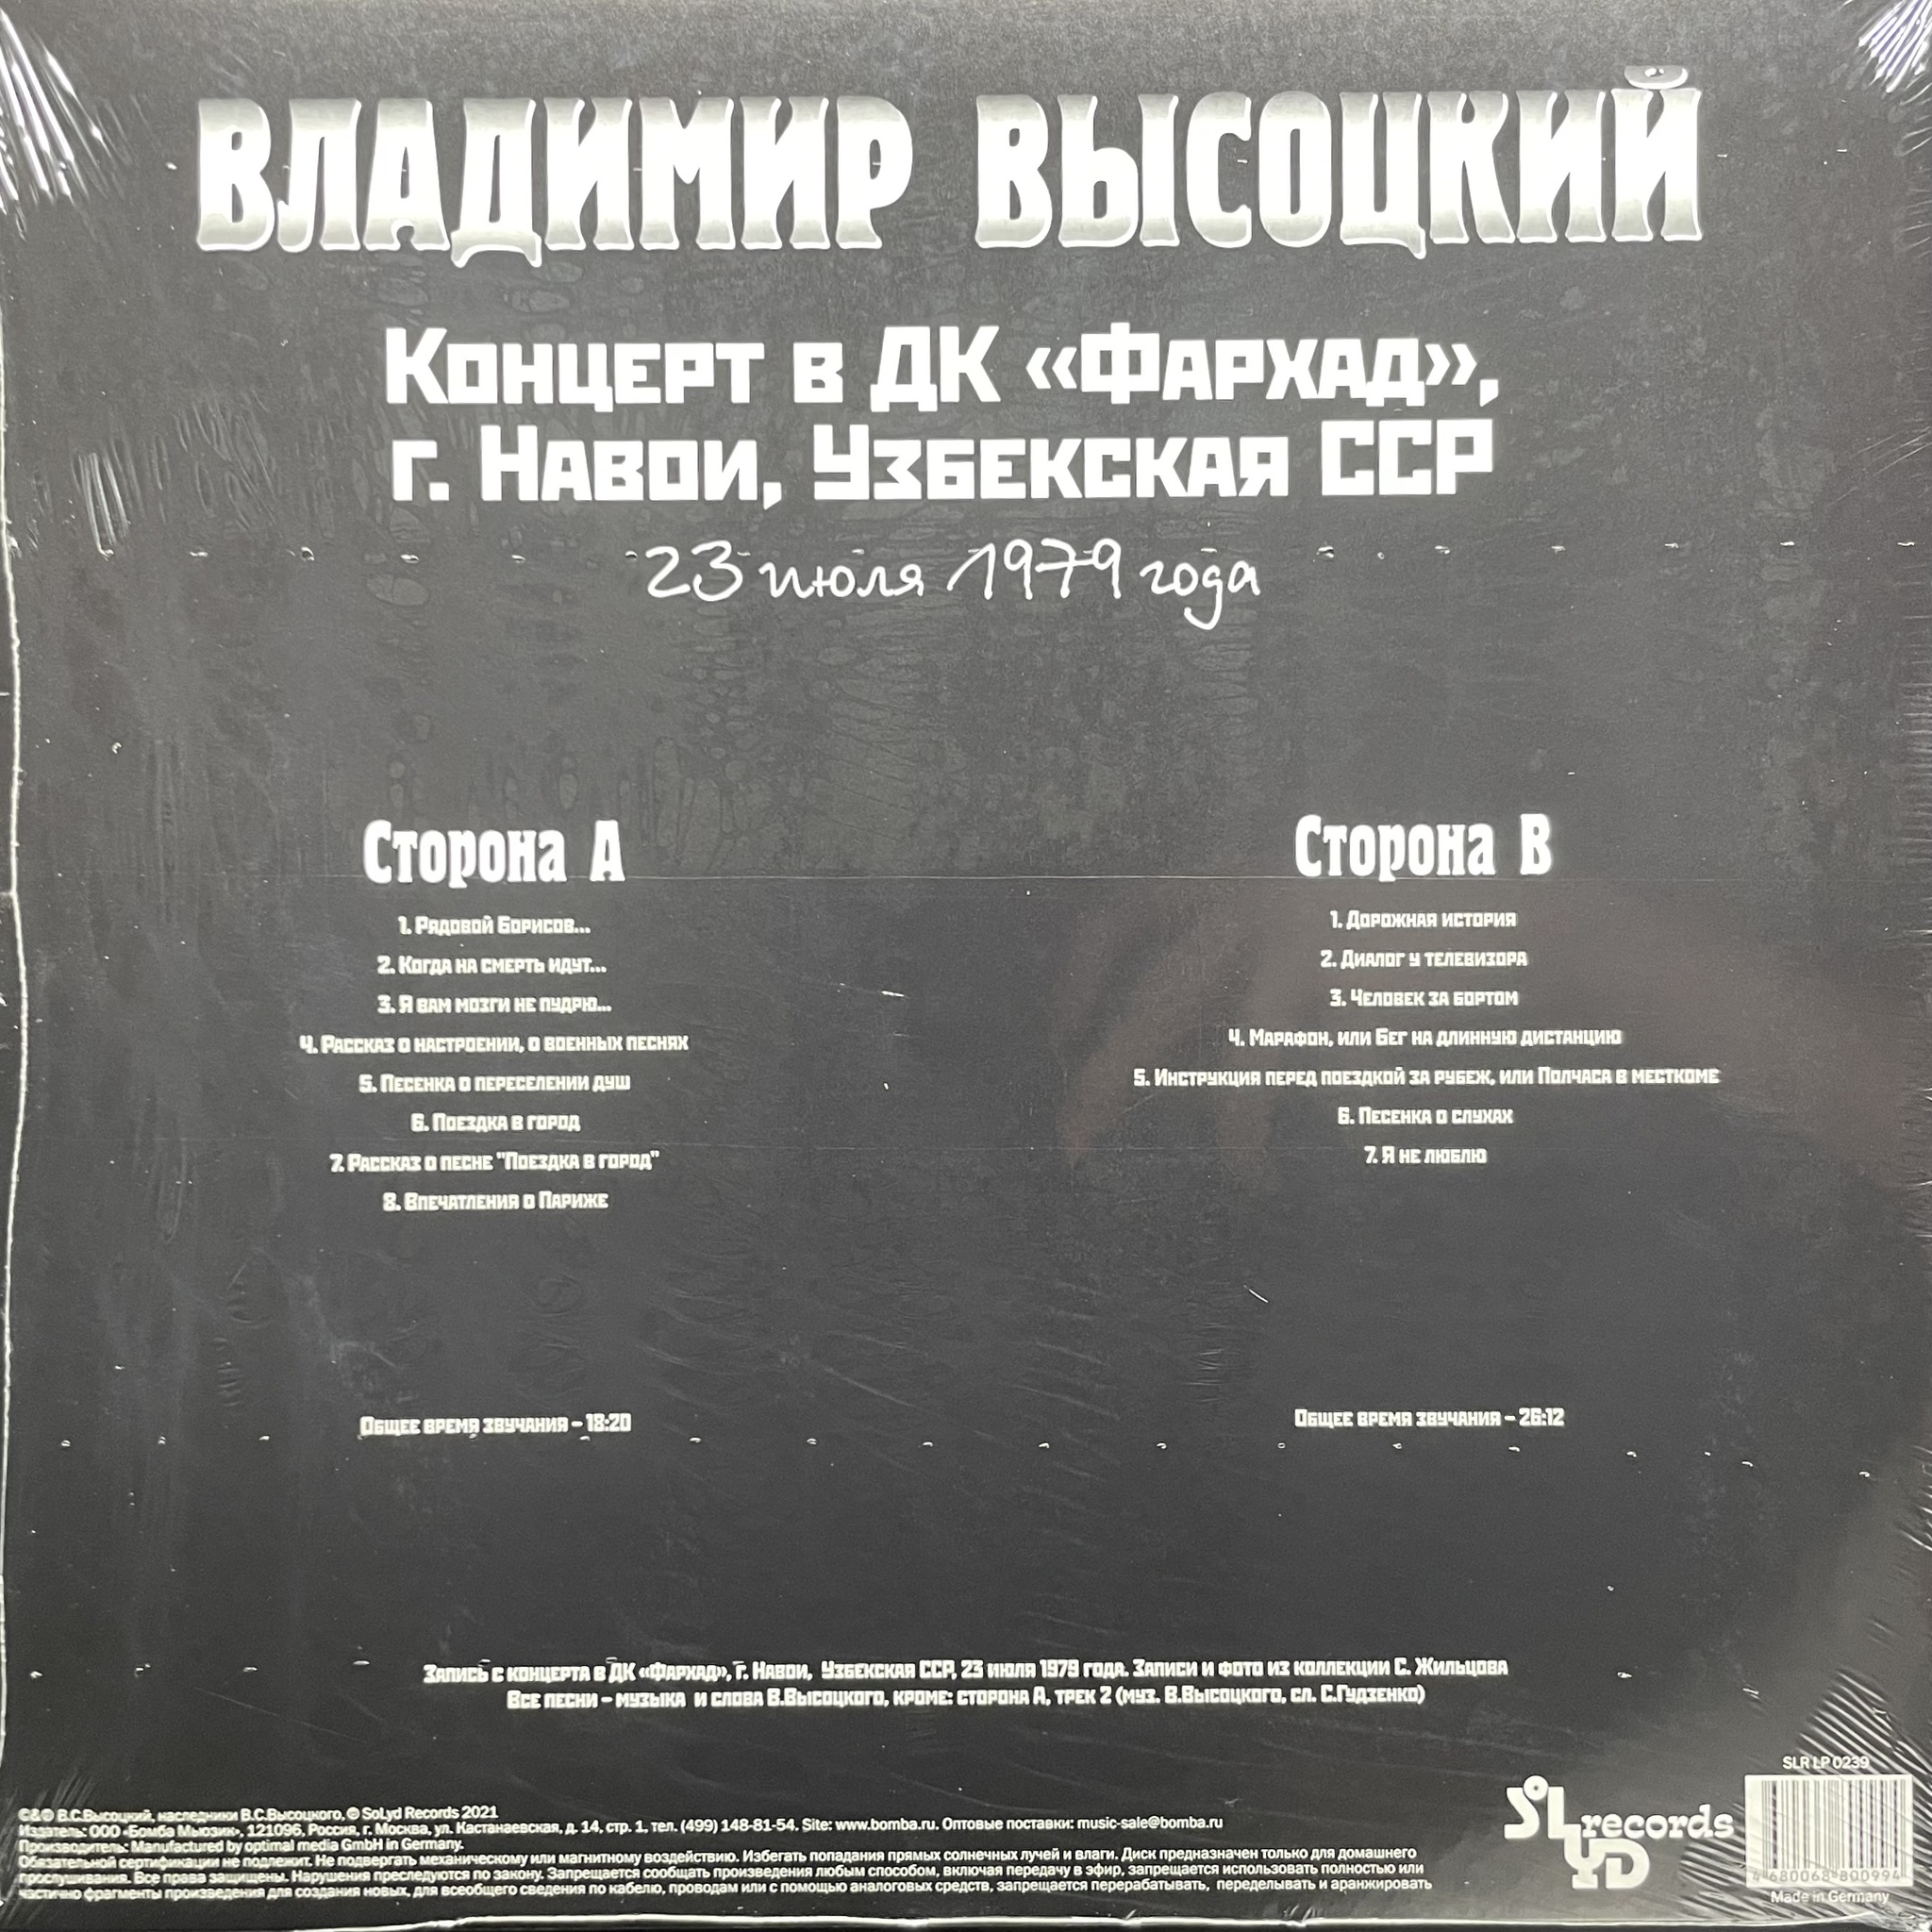 ВЛАДИМИР ВЫСОЦКИЙ
Концерт в ДК «Фархад»,
г. Навои, Узбекская ССР
23 июля 1979 года
Сторона А
1. Рядовой Борисов...
2. Когда на смерть идут...
3. Я вам мозги не пудрю...
4. Рассказ о настроении, о военных песнях
5. Песенка о переселении душ
6. Поездка в город
7. Рассказ о песне "Поездка в город"
8. Впечатления о Париже
Общее время звучания – 18:20
Сторона В
1. Дорожная история
2. Диалог у телевизора
3. Человек за бортом
4. Марафон, или Бег на длинную дистанцию
5. Инструкция перед поездкой за рубеж, или Полчаса в месткоме
6. Песенка о слухах
7. Я не люблю
Общее время звучания – 26:12
Запись с концерта в ДК «Фархад», г. Навои, Узбекская ССР, 23 июля 1979 года. Записи и фото из коллекции С. Жильцова
Все песни – музыка и слова В.Высоцкого, кроме: сторона А, трек 2 (муз. В.Высоцкого, сл. С.Гудзенко)
©&℗ В.С.Высоцкий, наследники В.С.Высоцкого, ℗ SoLyd Records 2021
Издатель: ООО «Бомба Мьюзик», 121096, Россия, г. Москва, ул. Кастанаевская, д. 14, стр. 1, тел. (499) 148-81-54. Site: www.bomba.ru. Оптовые поставки: music-sale@bomba.ru
Производитель: Manufactured by optimal media GmbH in Germany.
Обязательной сертификации не подлежит. Не подвергать механическому или магнитному воздействию. Избегать попадания прямых солнечных лучей и влаги. Диск предназначен только для домашнего
прослушивания. Все права защищены. Нарушения преследуются по закону. Запрещается сообщать произведения любым способом, включая передачу в эфир, запрещается использовать полностью или
частично фрагменты произведения для создания новых, для всеобщего сведения по кабелю, проводам или с помощью аналоговых средств, запрещается перерабатывать, переделывать и аранжировать
SoLYD records
SLR LP 0239
4 680068 800994
Made in Germany